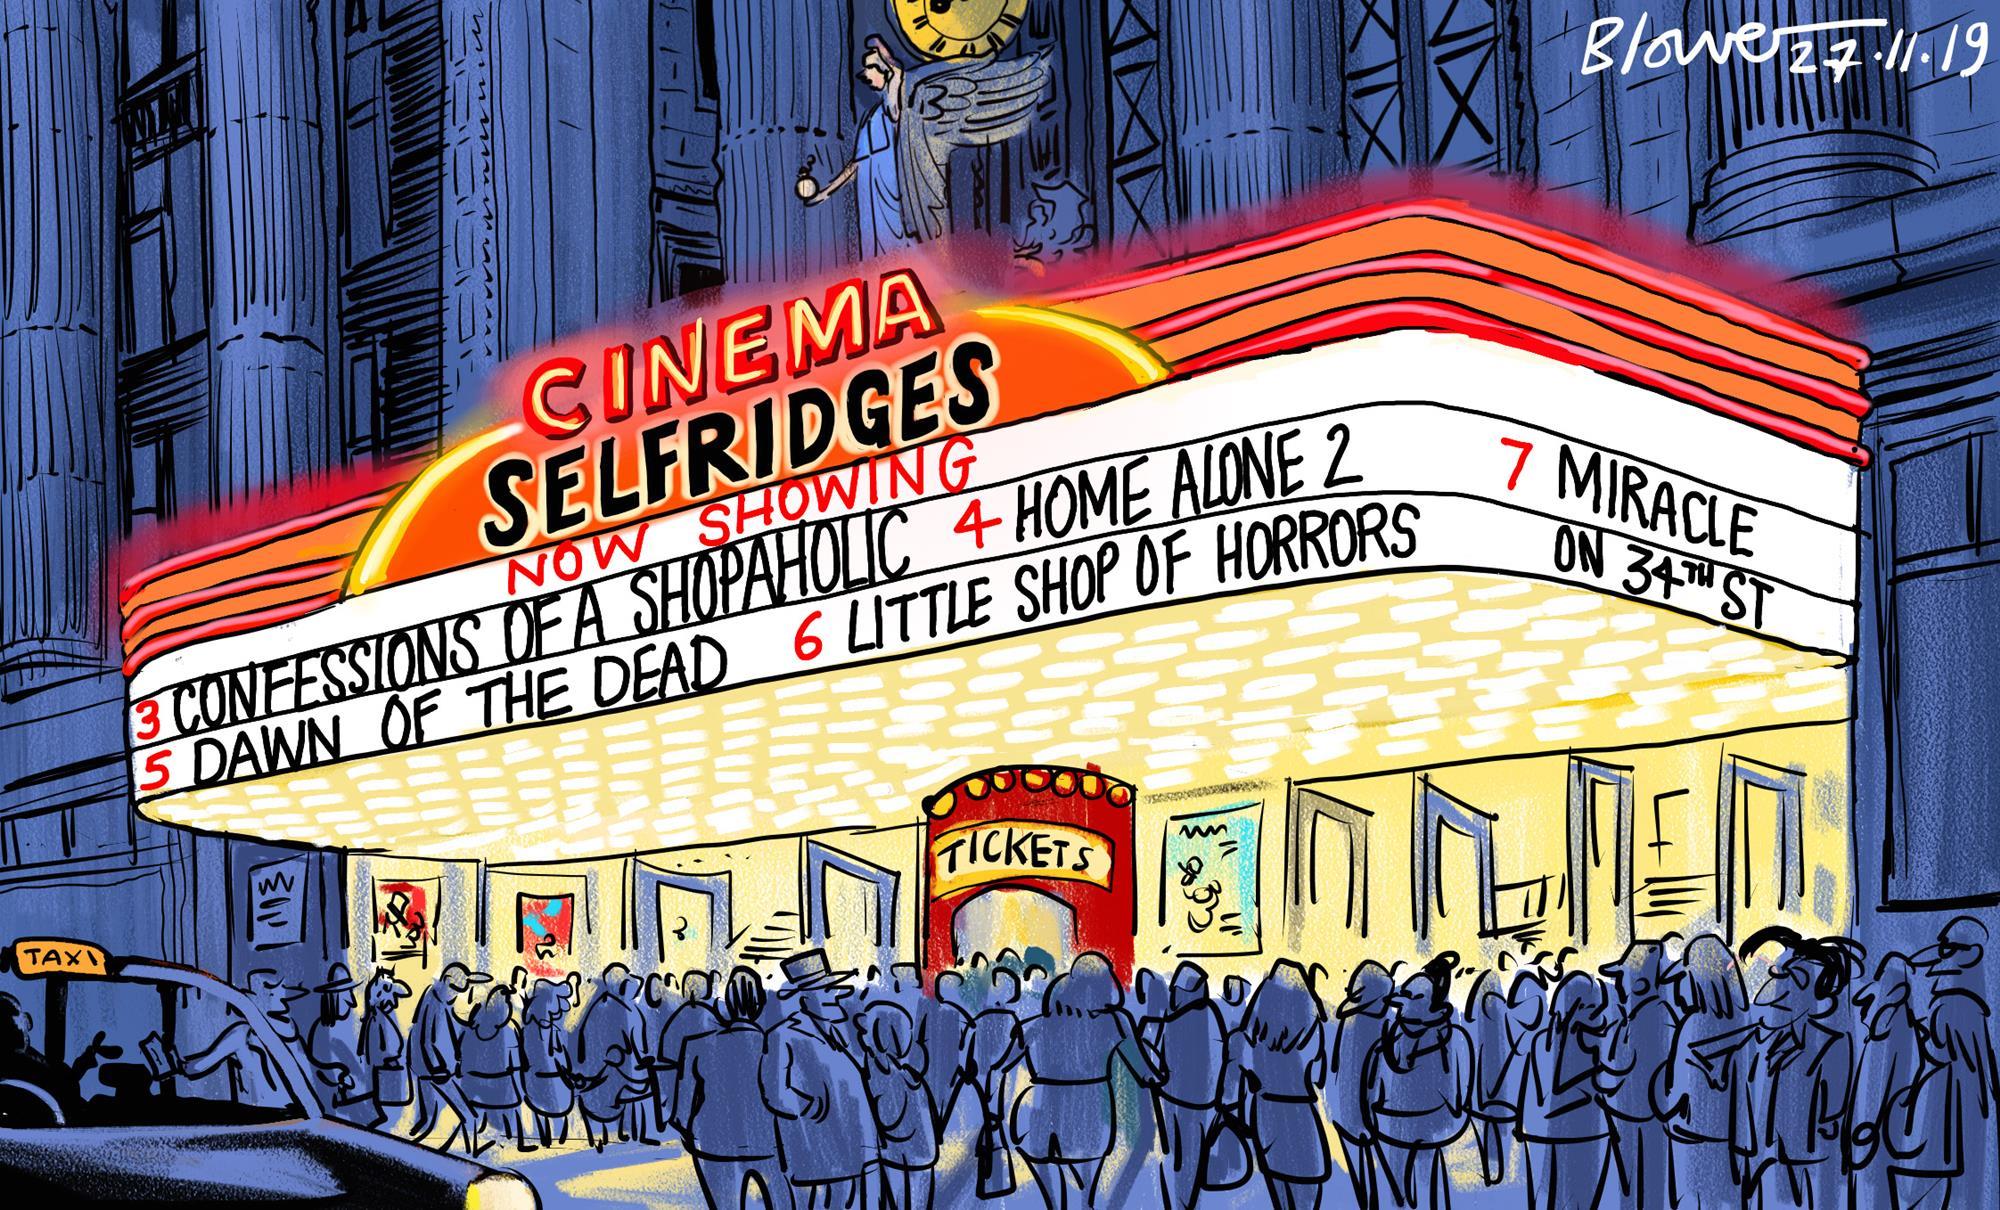 Blower 27.11.19
CINEMA
SELFRIDGES
NOW SHOWING
3 CONFESSIONS OF A SHOPAHOLIC 4 HOME ALONE 2
5 DAWN OF THE DEAD 6 LITTLE SHOP OF HORRORS
7 MIRACLE
ON 34TH ST
TICKETS
TAXI